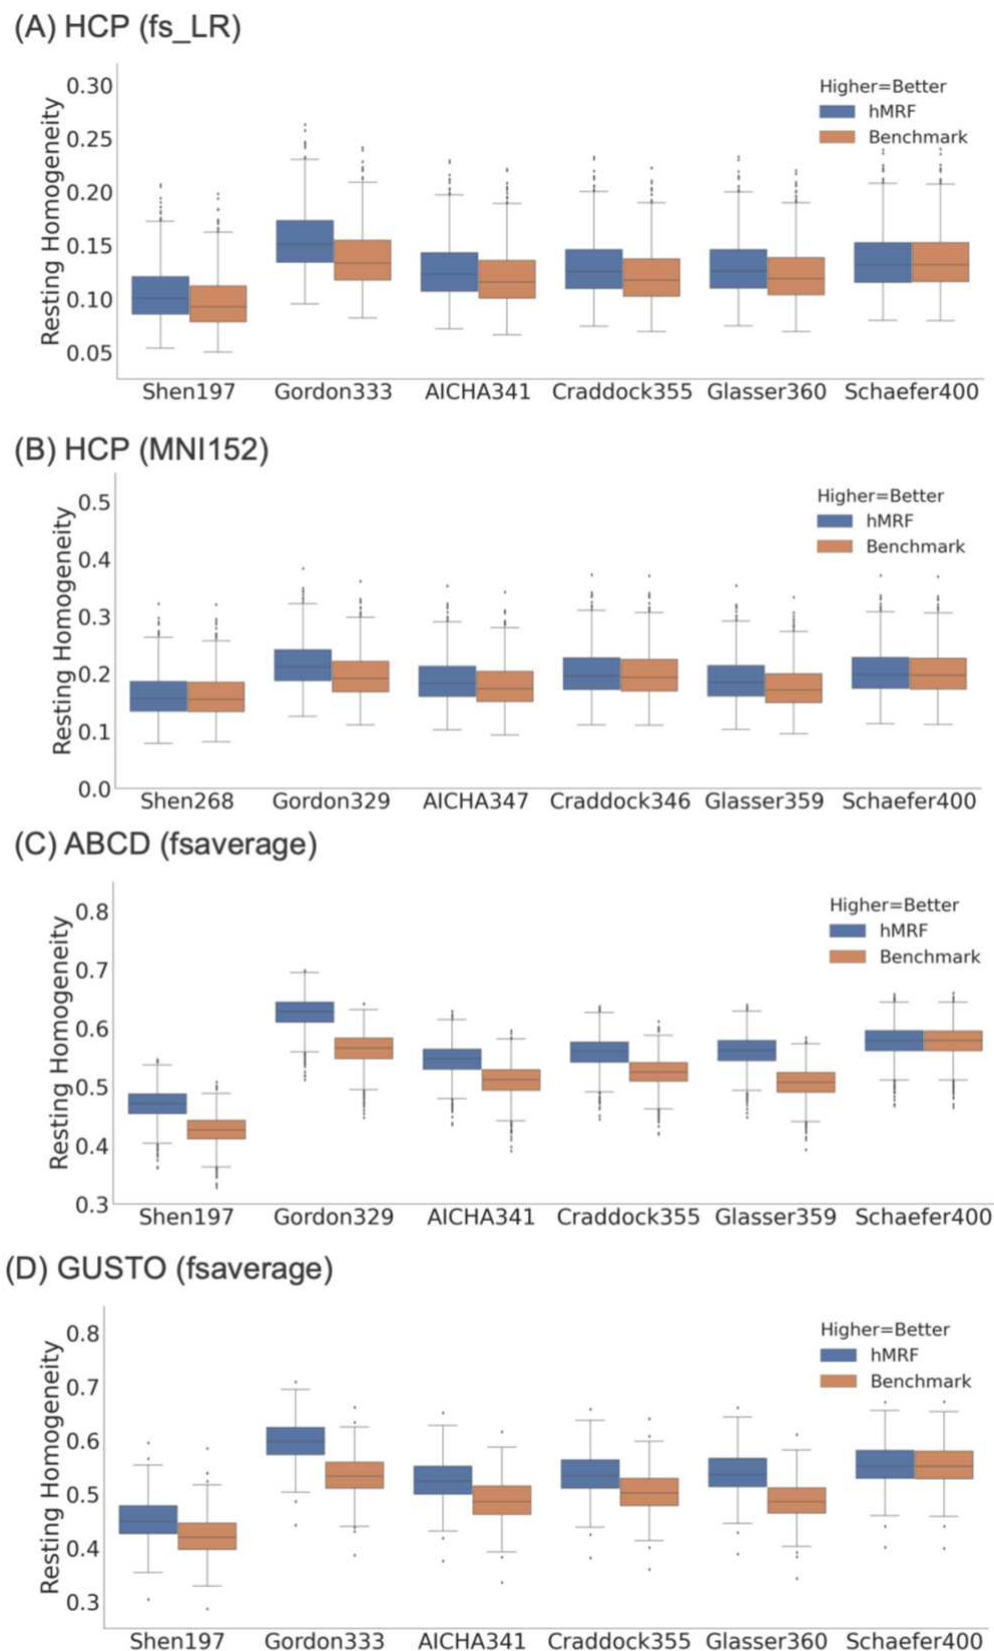 (A) HCP (fs_LR)
Resting Homogeneity
0.30
0.25
0.20
0.15
0.10
0.05
Higher=Better
hMRF
Benchmark
Shen197 Gordon333 AICHA341 Craddock355 Glasser360 Schaefer400
(B) HCP (MNI152)
Resting Homogeneity
0.5
0.4
0.3
0.2
0.1
0.0
Higher=Better
hMRF
Benchmark
Shen268 Gordon329 AICHA347 Craddock346 Glasser359 Schaefer400
(C) ABCD (fsaverage)
Resting Homogeneity
0.8
0.7
0.6
0.5
0.4
0.3
Higher=Better
hMRF
Benchmark
Shen197 Gordon329 AICHA341 Craddock355 Glasser359 Schaefer400
(D) GUSTO (fsaverage)
Resting Homogeneity
0.8
0.7
0.6
0.5
0.4
0.3
Higher=Better
hMRF
Benchmark
Shen197 Gordon333 AICHA341 Craddock355 Glasser360 Schaefer400